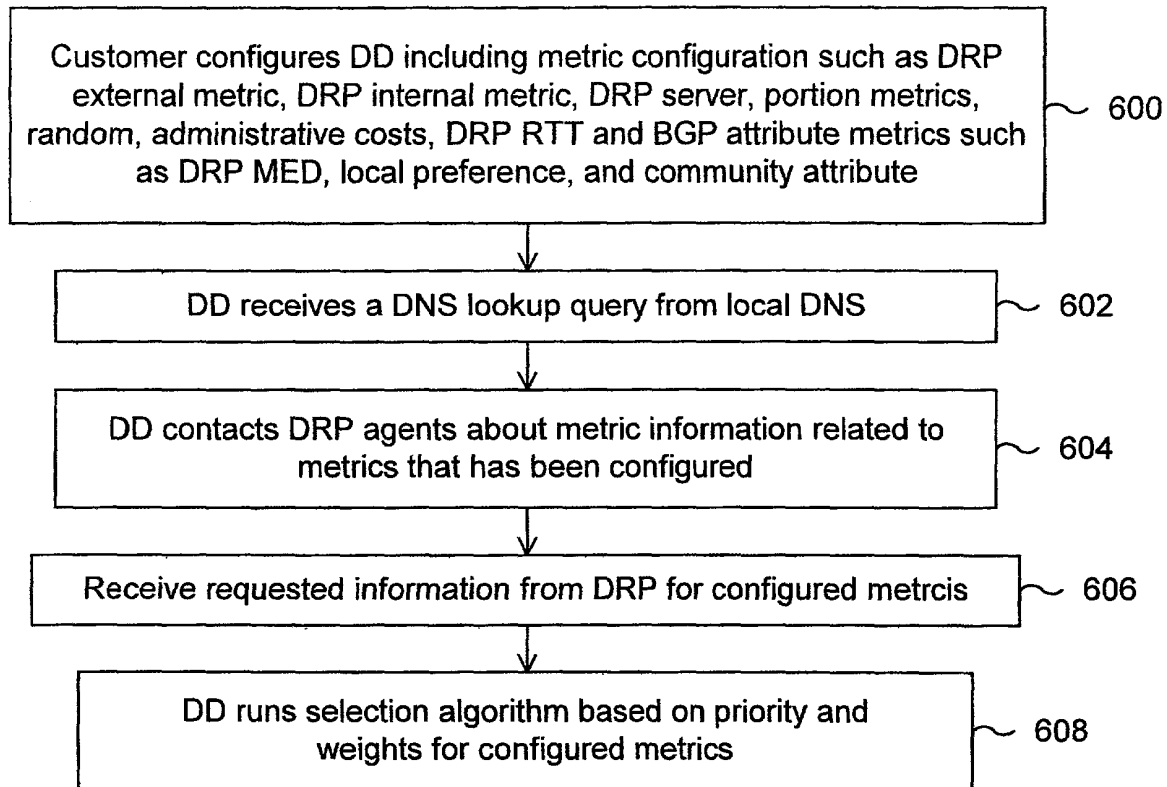 Customer configures DD including metric configuration such as DRP
external metric, DRP internal metric, DRP server, portion metrics,
random, administrative costs, DRP RTT and BGP attribute metrics such
as DRP MED, local preference, and community attribute
600
DD receives a DNS lookup query from local DNS
602
DD contacts DRP agents about metric information related to
metrics that has been configured
604
Receive requested information from DRP for configured metrcis
606
DD runs selection algorithm based on priority and
weights for configured metrics
608